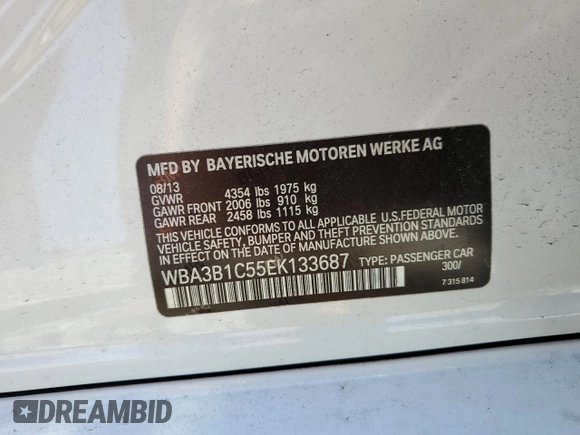 MFD BY BAYERISCHE MOTOREN WERKE AG
08/13
GVWR 4354 lbs 1975 kg
GAWR FRONT 2006 lbs 910 kg
GAWR REAR 2458 lbs 1115 kg
THIS VEHICLE CONFORMS TO ALL APPLICABLE U.S.FEDERAL MOTOR
VEHICLE SAFETY, BUMPER AND THEFT PREVENTION STANDARDS
IN EFFECT ON THE DATE OF MANUFACTURE SHOWN ABOVE.
WBA3B1C55EK133687 TYPE: PASSENGER CAR
300/
7 315 814
DREAMBID